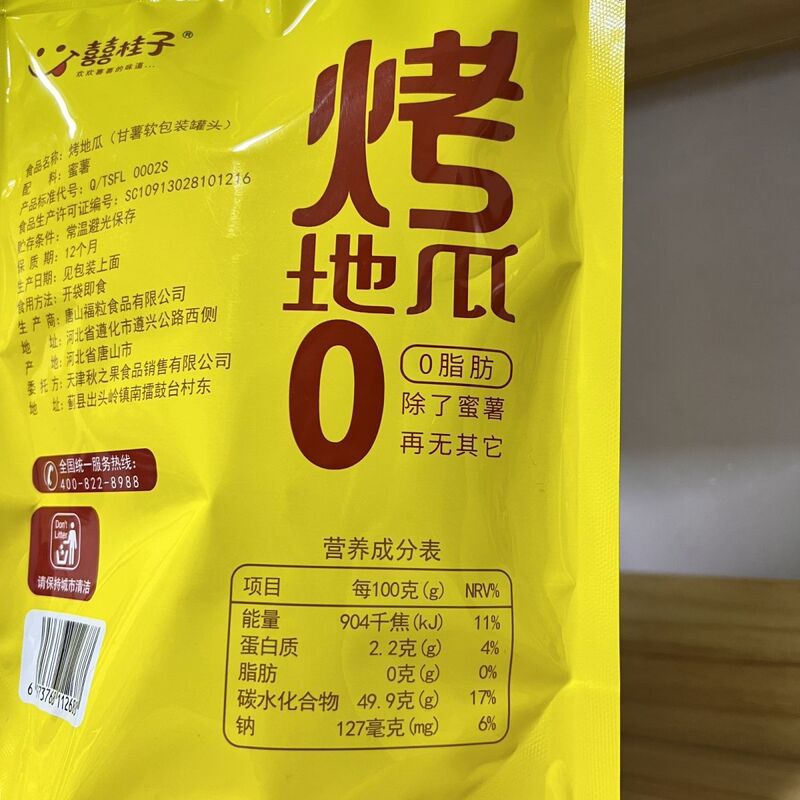 囍桂子®
欢欢喜喜的味道...
食品名称: 烤地瓜(甘薯软包装罐头)
配料: 蜜薯
产品标准代号: Q/TSFL 0002S
食品生产许可证编号: SC10913028101216
贮存条件: 常温避光保存
保质期: 12个月
生产日期: 见包装上面
食用方法: 开袋即食
生产商: 唐山福粒食品有限公司
地址: 河北省遵化市遵兴公路西侧
产地: 河北省唐山市
委托方: 天津秋之果食品销售有限公司
地址: 蓟县出头岭镇南擂鼓台村东
全国统一服务热线:
400-822-8988
Don't
Litter
请保持城市清洁
烤
地瓜
0
0脂肪
除了蜜薯
再无其它
营养成分表
项目 每100克(g) NRV%
能量 904千焦(kJ) 11%
蛋白质 2.2克(g) 4%
脂肪 0克(g) 0%
碳水化合物 49.9克(g) 17%
钠 127毫克(mg) 6%